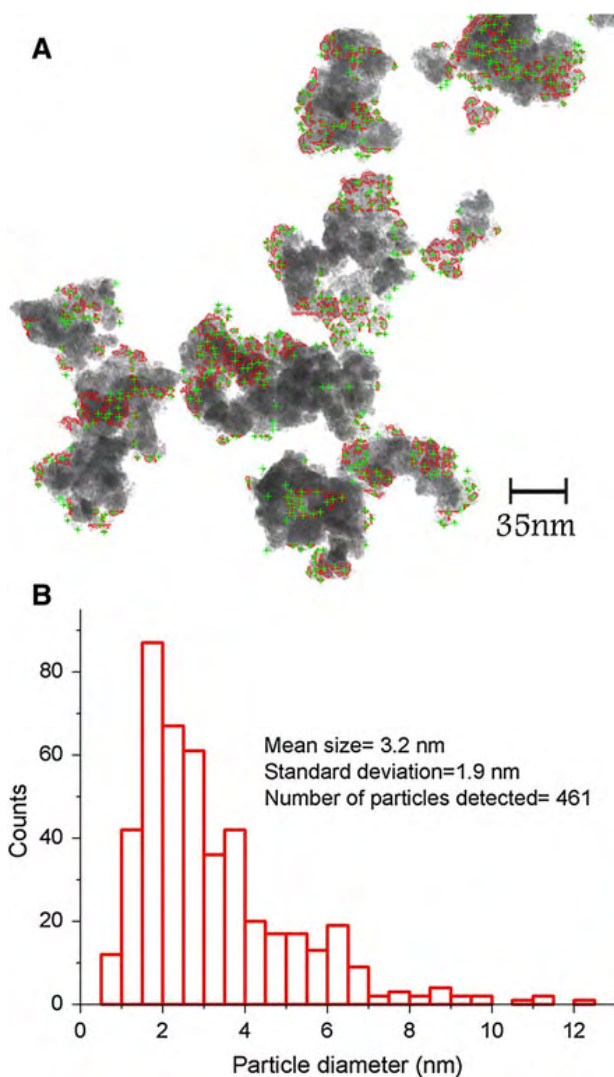 A
35nm
B
80
60
40
20
0
Counts
Mean size= 3.2 nm
Standard deviation=1.9 nm
Number of particles detected= 461
0 2 4 6 8 10 12
Particle diameter (nm)